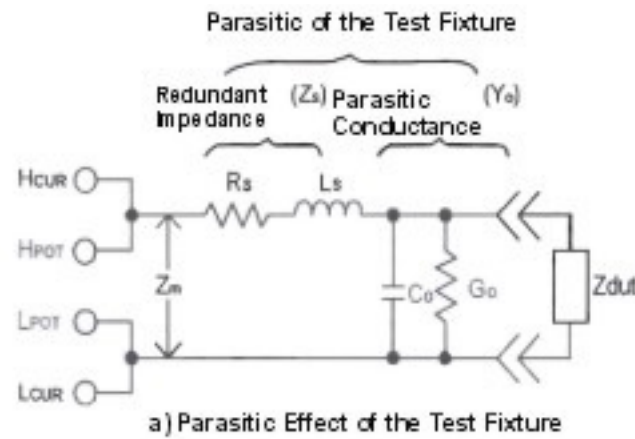 Parasitic of the Test Fixture
Redundant (Zs) Parasitic (Yo)
Impedance Conductance
HCUR Rs Ls
HPOT
Zm Co Go Zdut
LPOT
LCUR
a) Parasitic Effect of the Test Fixture